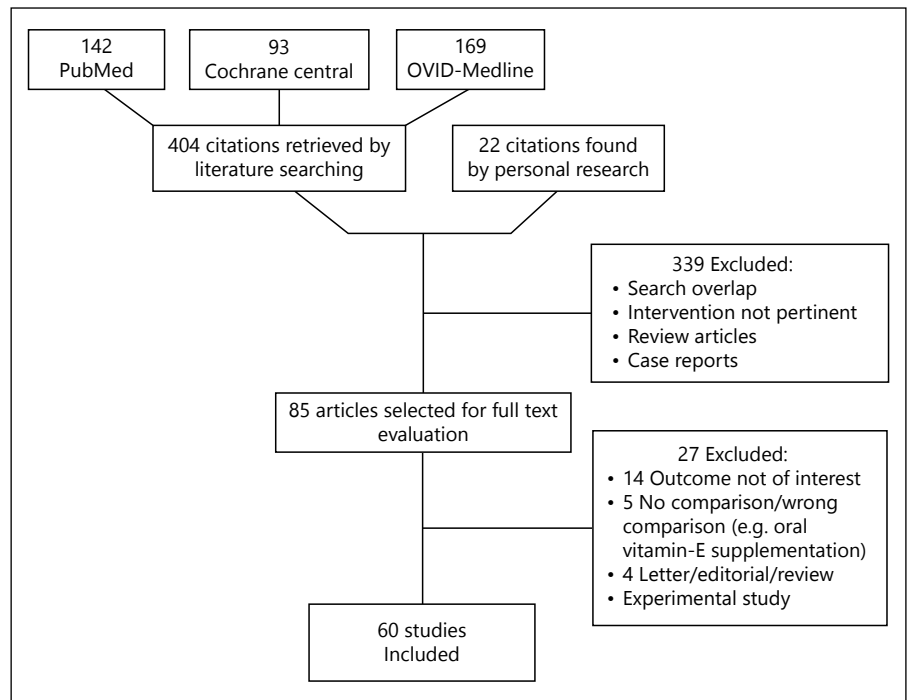 142
PubMed
93
Cochrane central
169
OVID-Medline
404 citations retrieved by
literature searching
22 citations found
by personal research
339 Excluded:
• Search overlap
• Intervention not pertinent
• Review articles
• Case reports
85 articles selected for full text
evaluation
27 Excluded:
• 14 Outcome not of interest
• 5 No comparison/wrong
comparison (e.g. oral
vitamin-E supplementation)
• 4 Letter/editorial/review
• Experimental study
60 studies
Included